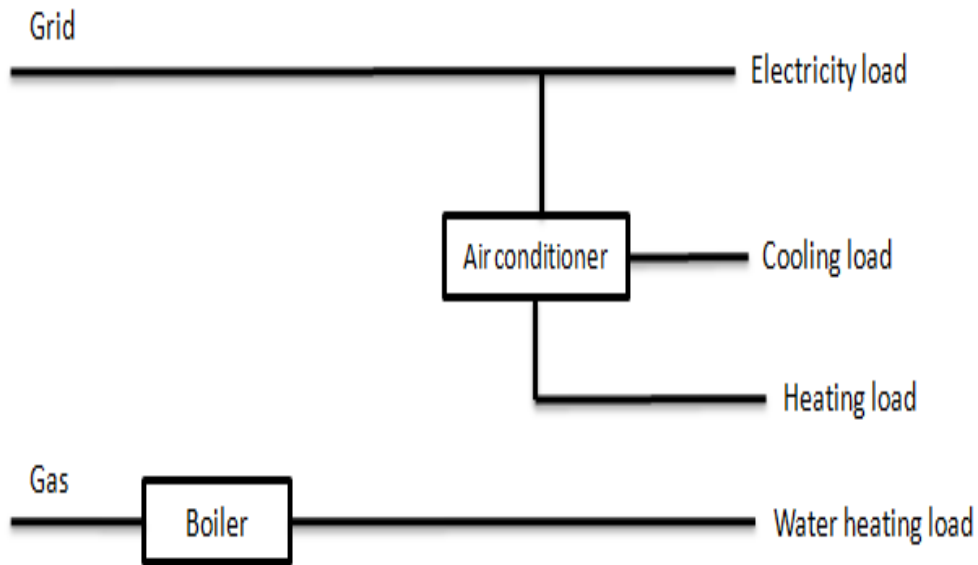 Grid
Electricity load
Air conditioner
Cooling load
Heating load
Gas
Boiler
Water heating load